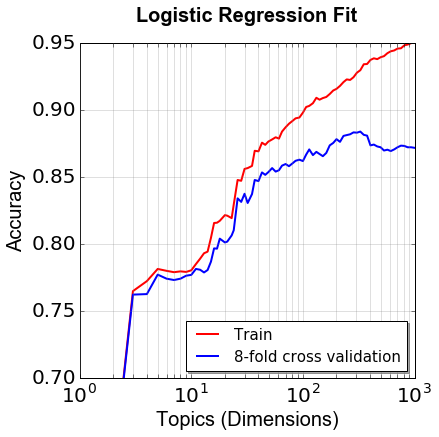 Logistic Regression Fit
0.95
0.90
0.85
0.80
0.75
0.70
Accuracy
Train
8-fold cross validation
10^0 10^1 10^2 10^3
Topics (Dimensions)